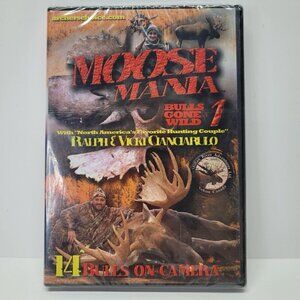 archerschoice.com
MOOSE
MANIA
BULLS
GONE
WILD
1
With "North America's Favorite Hunting Couple"
RALPH & VICKI CIANCIARULO
14 BULLS ON CAMERA